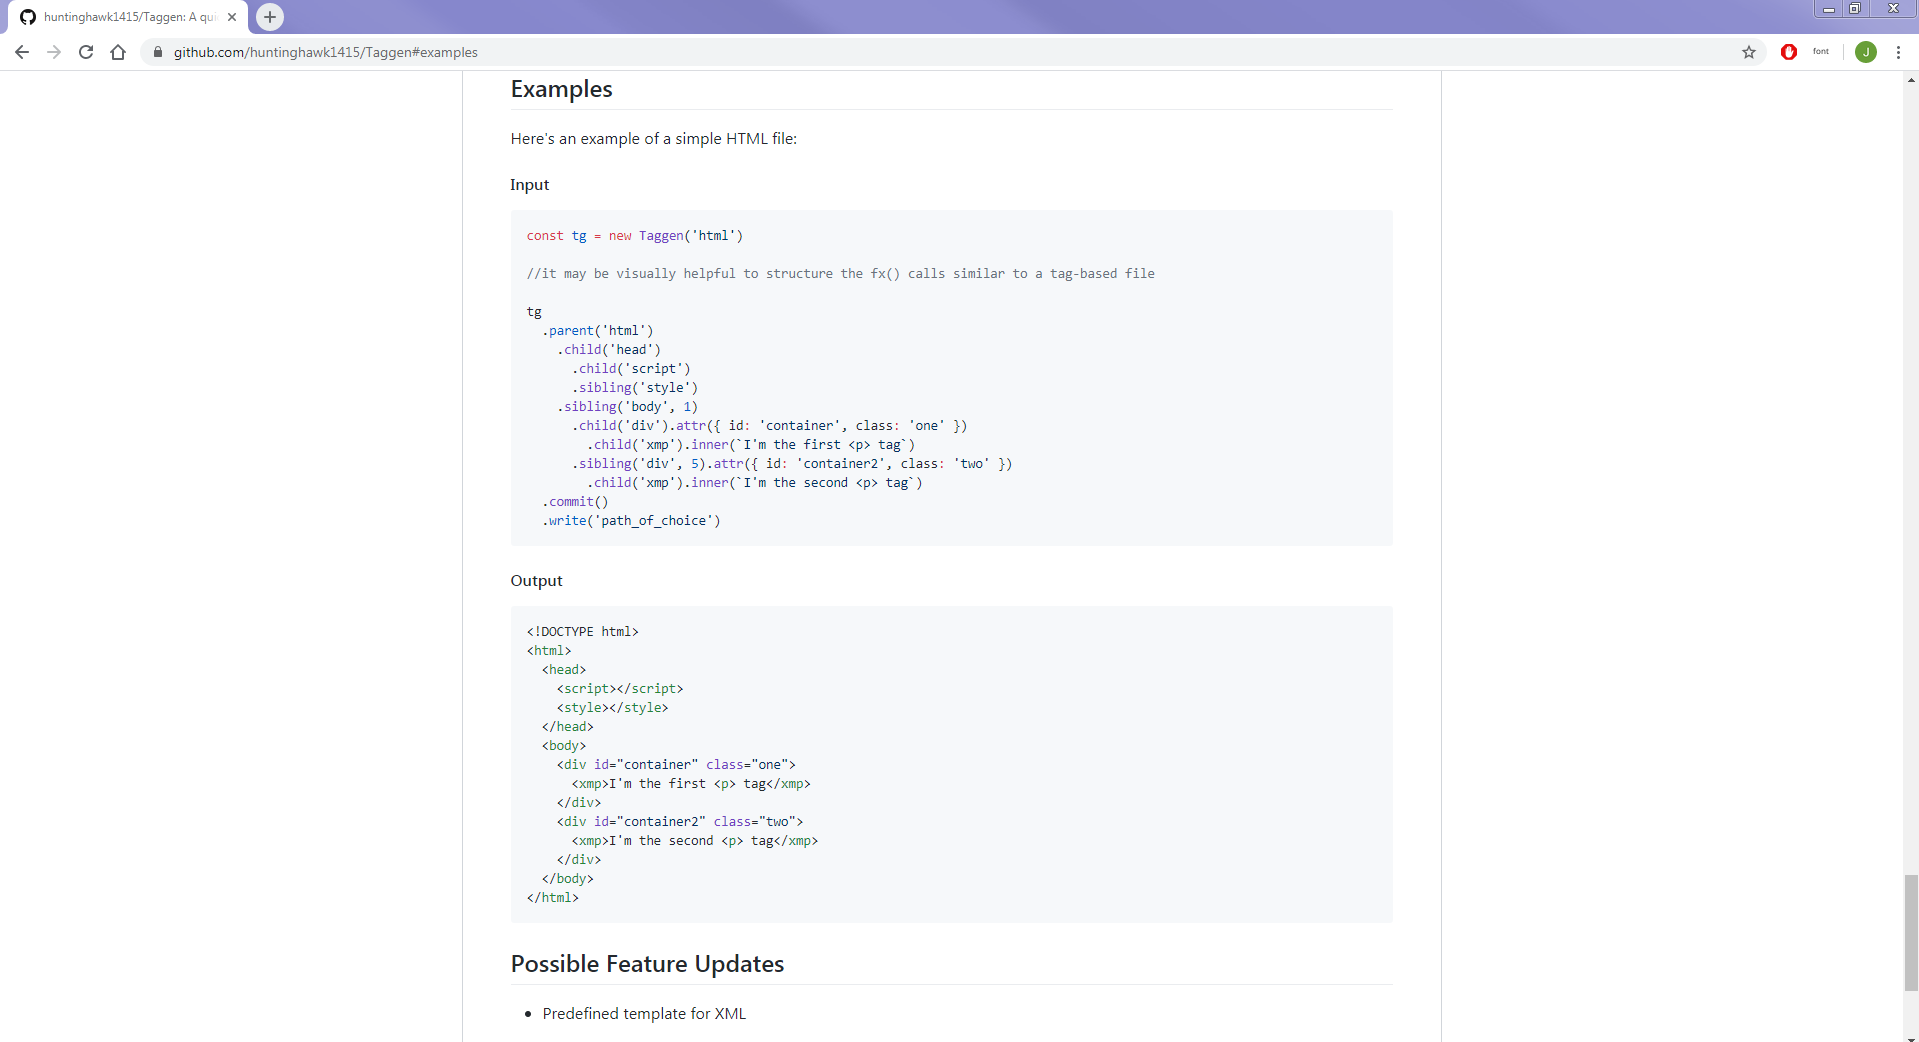 huntinghawk1415/Taggen: A qui
github.com/huntinghawk1415/Taggen#examples
font
J
Examples
Here's an example of a simple HTML file:
Input
const tg = new Taggen('html')
//it may be visually helpful to structure the fx() calls similar to a tag-based file
tg
  .parent('html')
    .child('head')
      .child('script')
      .sibling('style')
    .sibling('body', 1)
      .child('div').attr({ id: 'container', class: 'one' })
        .child('xmp').inner(`I'm the first <p> tag`)
      .sibling('div', 5).attr({ id: 'container2', class: 'two' })
        .child('xmp').inner(`I'm the second <p> tag`)
  .commit()
  .write('path_of_choice')
Output
<!DOCTYPE html>
<html>
  <head>
    <script></script>
    <style></style>
  </head>
  <body>
    <div id="container" class="one">
      <xmp>I'm the first <p> tag</xmp>
    </div>
    <div id="container2" class="two">
      <xmp>I'm the second <p> tag</xmp>
    </div>
  </body>
</html>
Possible Feature Updates
• Predefined template for XML